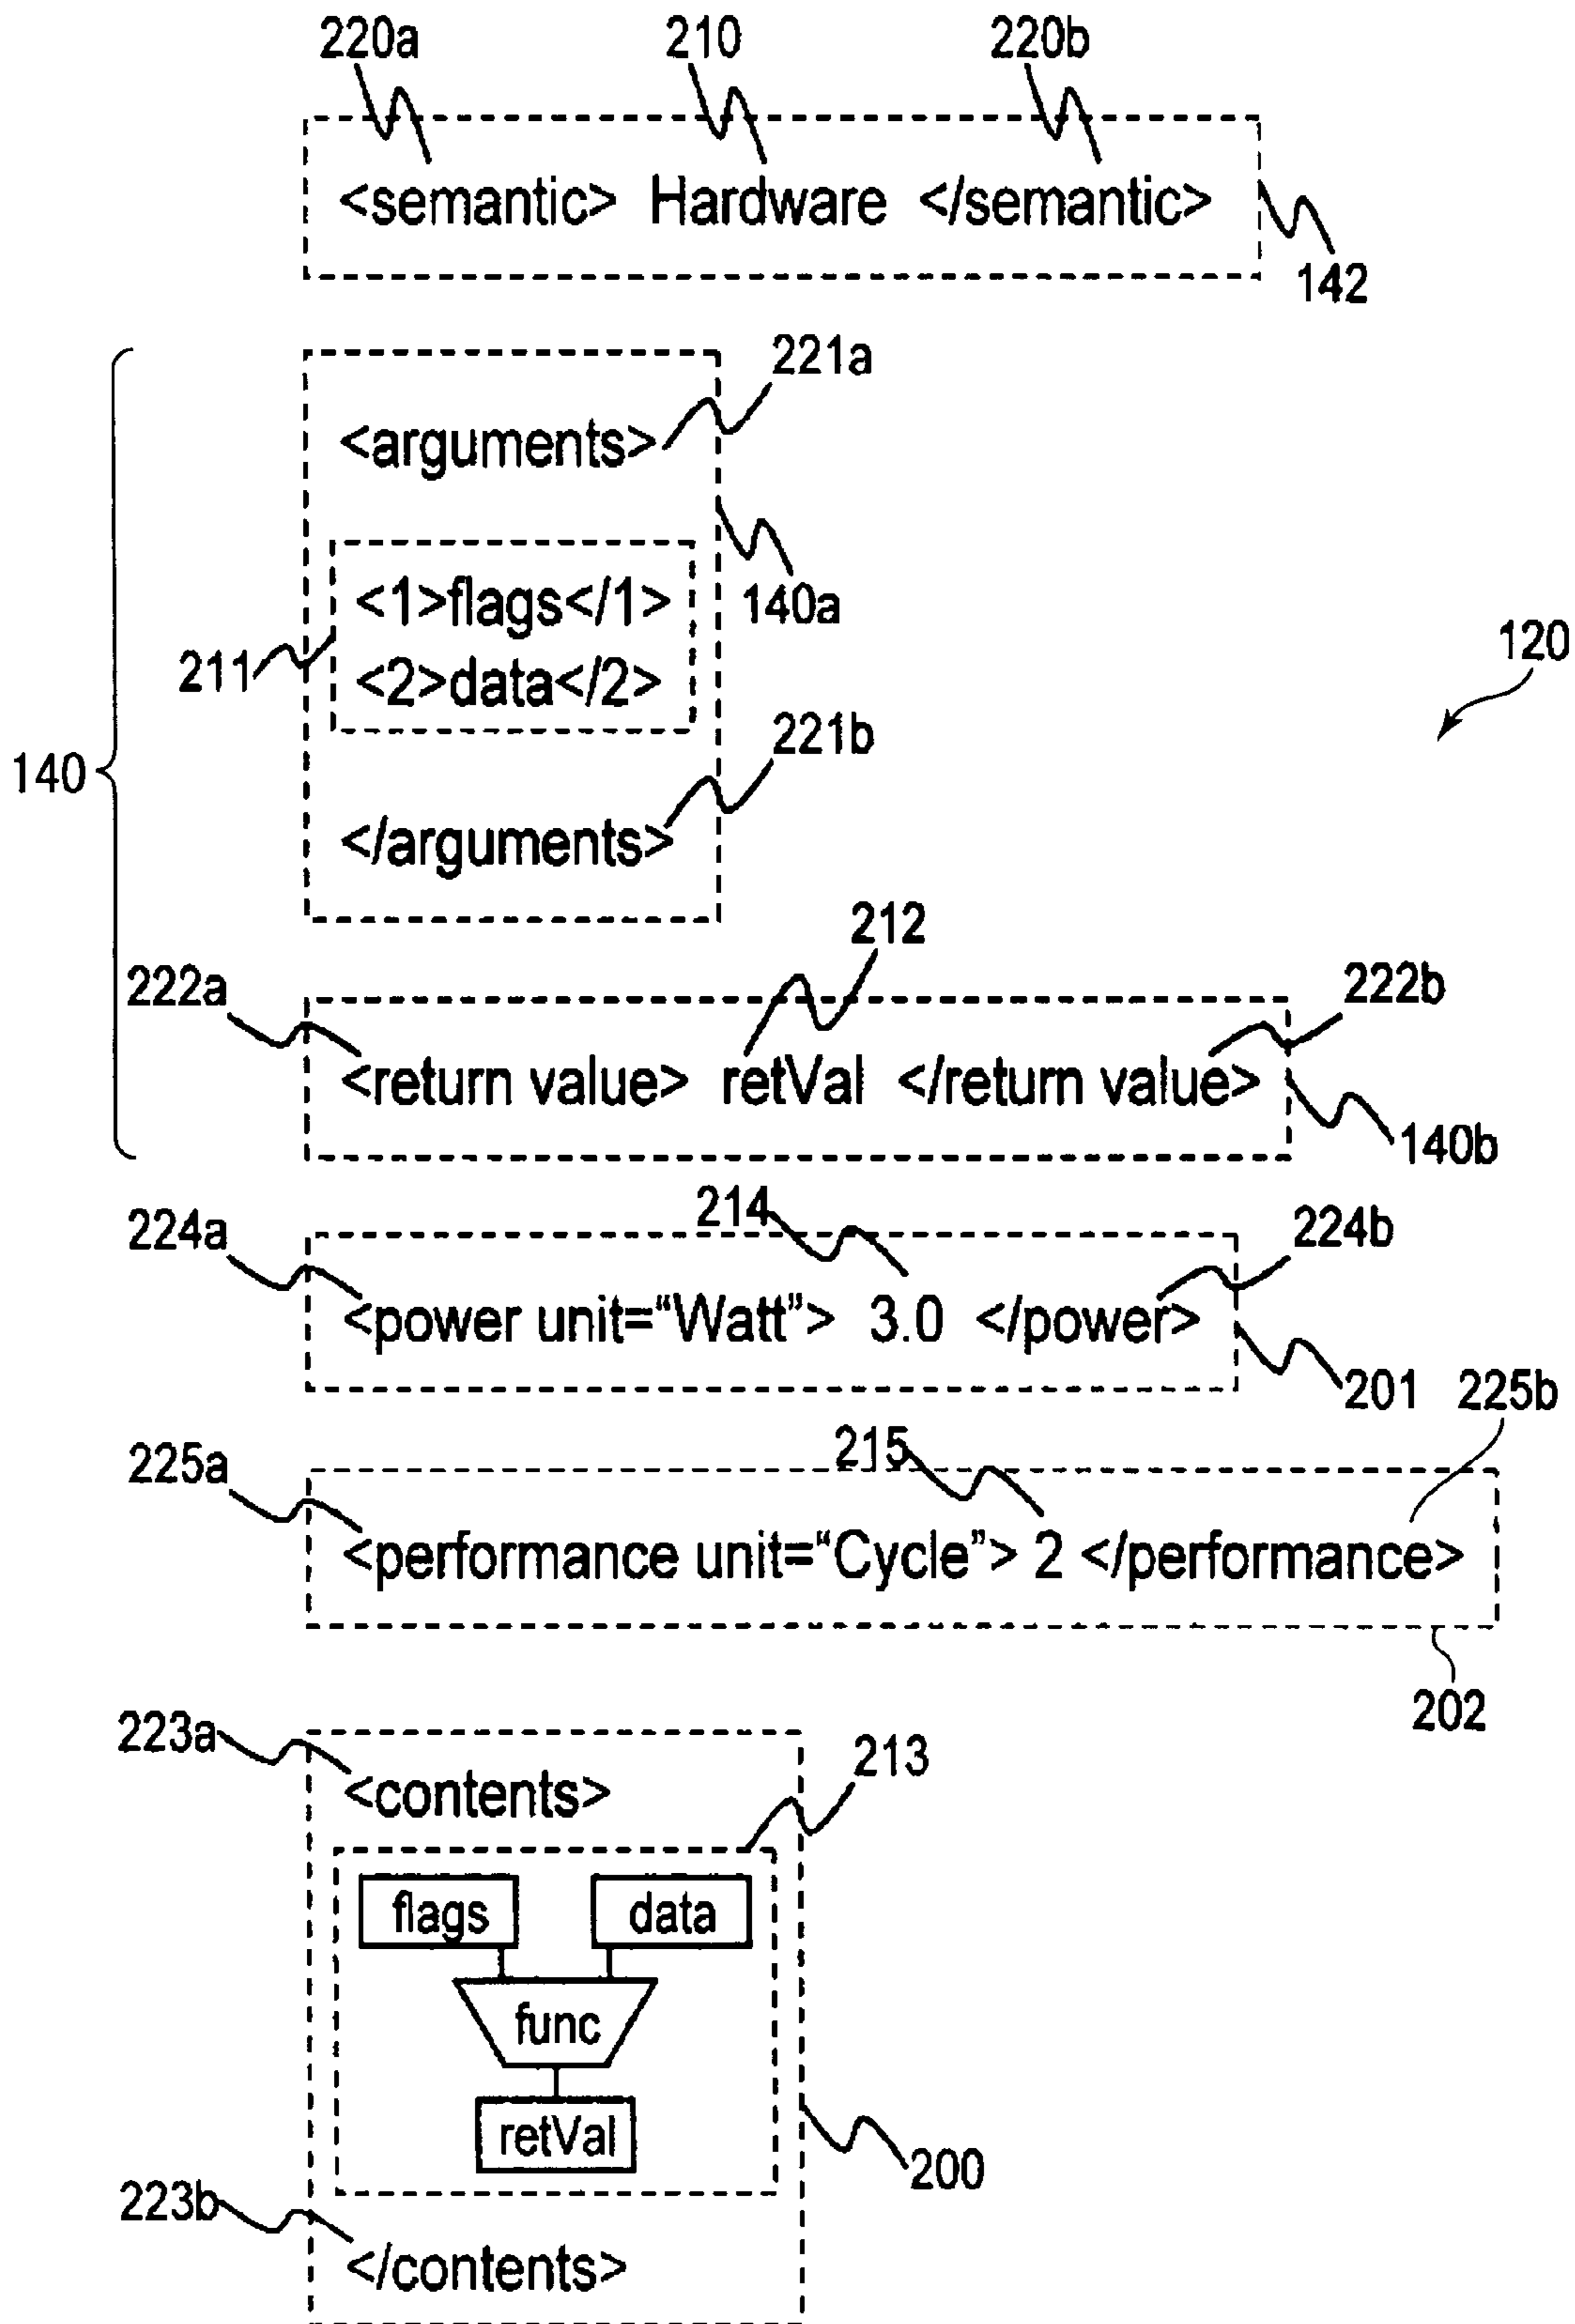 220a 210 220b
<semantic> Hardware </semantic>
142
221a
<arguments>
140a
<1>flags</1>
211 <2>data</2>
120
221b
140
</arguments>
212
222a 222b
<return value> retVal </return value>
140b
214
224a 224b
<power unit=“Watt”> 3.0 </power>
201 225b
215
225a
<performance unit=“Cycle”> 2 </performance>
202
223a 213
<contents>
flags data
func
retVal
200
223b
</contents>